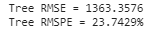 Tree RMSE = 1363.3576
Tree RMSPE = 23.7429%